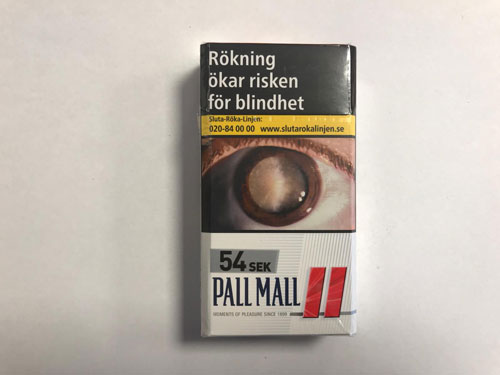 Rökning
ökar risken
för blindhet
Sluta-Röka-Linjen:
020-84 00 00 www.slutarokalinjen.se
54 SEK
PALL MALL
MOMENTS OF PLEASURE SINCE 1899